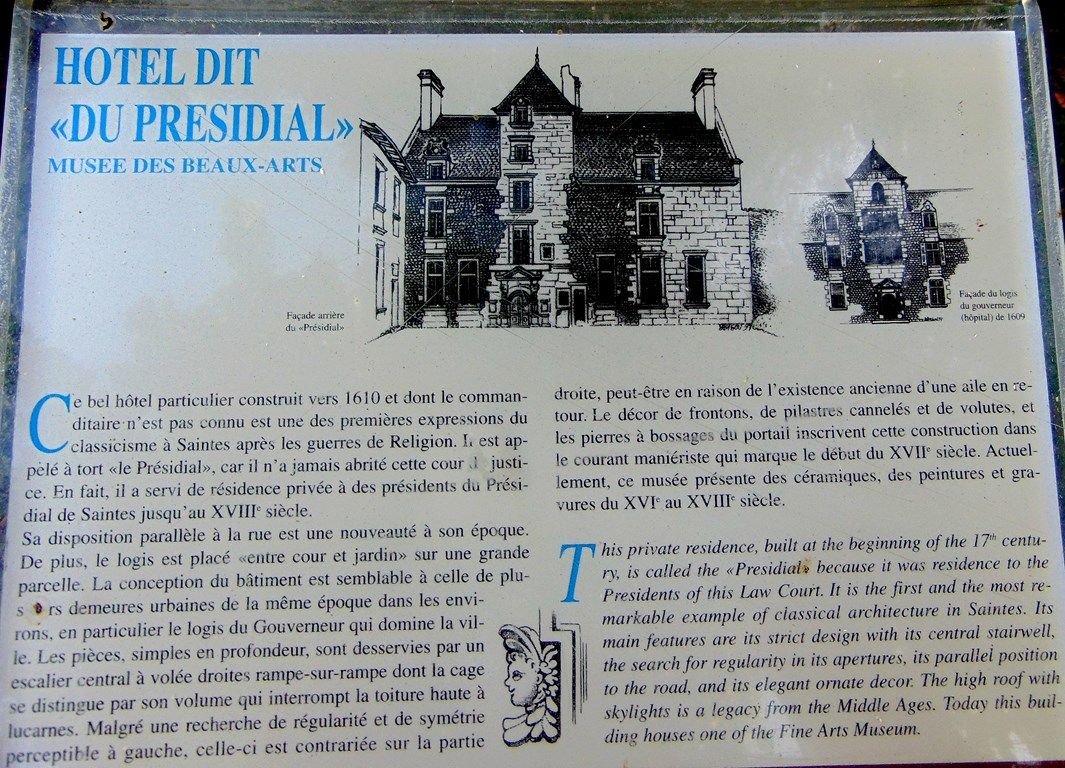 HOTEL DIT
«DU PRESIDIAL»
MUSEE DES BEAUX-ARTS
Façade arrière
du «Présidial»
Façade du logis
du gouverneur
(hôpital) de 1609
Ce bel hôtel particulier construit vers 1610 et dont le comman-
ditaire n'est pas connu est une des premières expressions du
classicisme à Saintes après les guerres de Religion. Il est ap-
pelé à tort «le Présidial», car il n'a jamais abrité cette cour justi-
ce. En fait, il a servi de résidence privée à des présidents du Prési-
dial de Saintes jusqu'au XVIIIe siècle.
Sa disposition parallèle à la rue est une nouveauté à son époque.
De plus, le logis est placé «entre cour et jardin» sur une grande
parcelle. La conception du bâtiment est semblable à celle de plu-
rs demeures urbaines de la même époque dans les envi-
rons, en particulier le logis du Gouverneur qui domine la vil-
le. Les pièces, simples en profondeur, sont desservies par un
escalier central à volée droites rampe-sur-rampe dont la cage
se distingue par son volume qui interrompt la toiture haute à
lucarnes. Malgré une recherche de régularité et de symétrie
perceptible à gauche, celle-ci est contrariée sur la partie
droite, peut-être en raison de l'existence ancienne d'une aile en re-
tour. Le décor de frontons, de pilastres cannelés et de volutes, et
les pierres à bossages du portail inscrivent cette construction dans
le courant maniériste qui marque le début du XVIIe siècle. Actuel-
lement, ce musée présente des céramiques, des peintures et gra-
vures du XVIe au XVIIIe siècle.
This private residence, built at the beginning of the 17th centu-
ry, is called the «Presidial» because it was residence to the
Presidents of this Law Court. It is the first and the most re-
markable example of classical architecture in Saintes. Its
main features are its strict design with its central stairwell,
the search for regularity in its apertures, its parallel position
to the road, and its elegant ornate decor. The high roof with
skylights is a legacy from the Middle Ages. Today this buil-
ding houses one of the Fine Arts Museum.